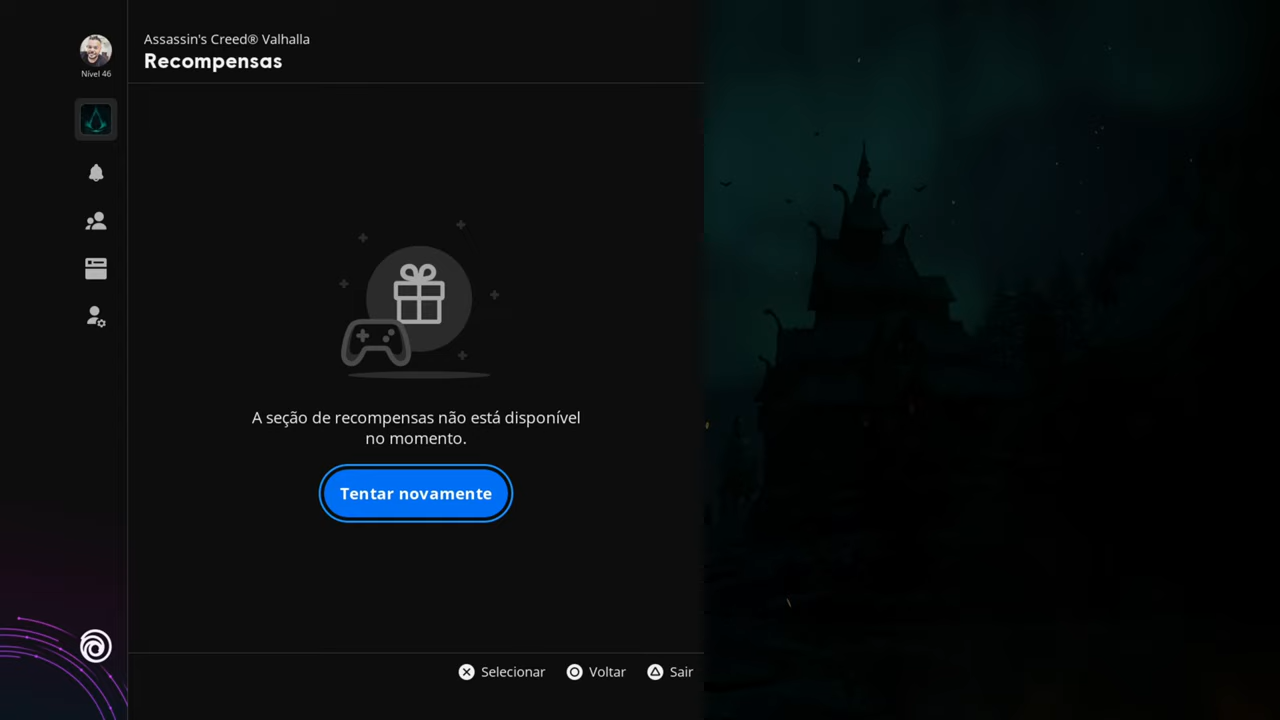 Assassin's Creed® Valhalla
Recompensas
Nível 46
A seção de recompensas não está disponível
no momento.
Tentar novamente
Selecionar
Voltar
Sair